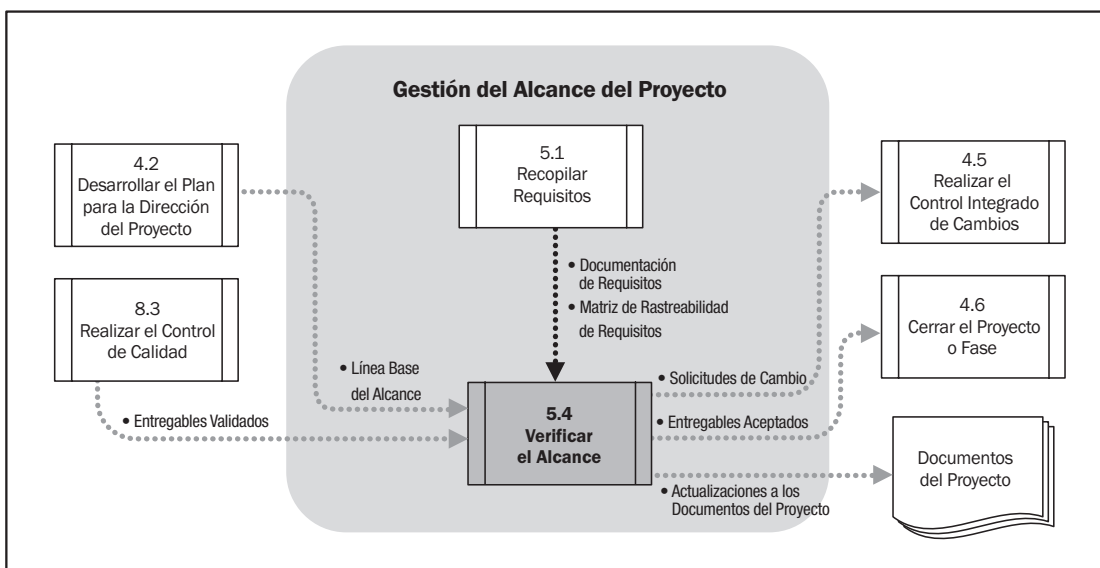 Gestión del Alcance del Proyecto
4.2
Desarrollar el Plan
para la Dirección
del Proyecto
5.1
Recopilar
Requisitos
4.5
Realizar el
Control Integrado
de Cambios
8.3
Realizar el Control
de Calidad
• Documentación
de Requisitos
• Matriz de Rastreabilidad
de Requisitos
4.6
Cerrar el Proyecto
o Fase
• Línea Base
del Alcance
• Entregables Validados
5.4
Verificar
el Alcance
• Solicitudes de Cambio
• Entregables Aceptados
• Actualizaciones a los
Documentos del Proyecto
Documentos
del Proyecto